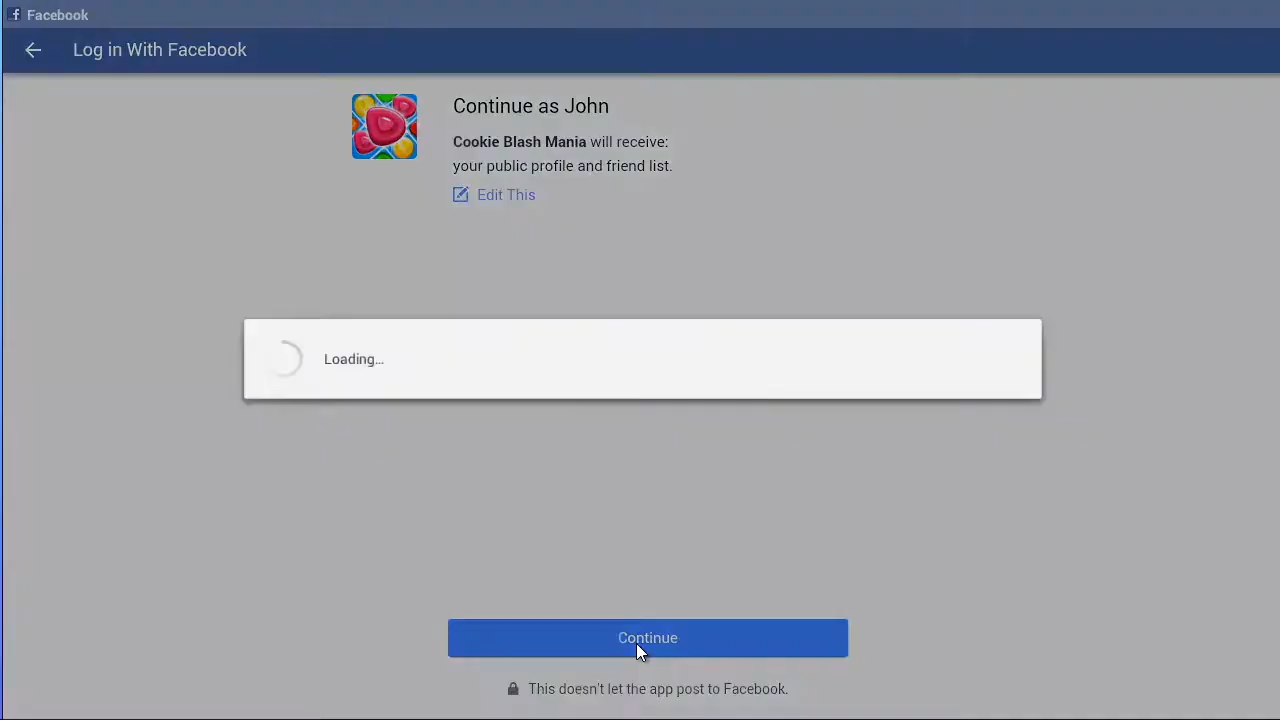 Facebook
Log in With Facebook
Continue as John
Cookie Blash Mania will receive:
your public profile and friend list.
Edit This
Loading...
Continue
This doesn't let the app post to Facebook.